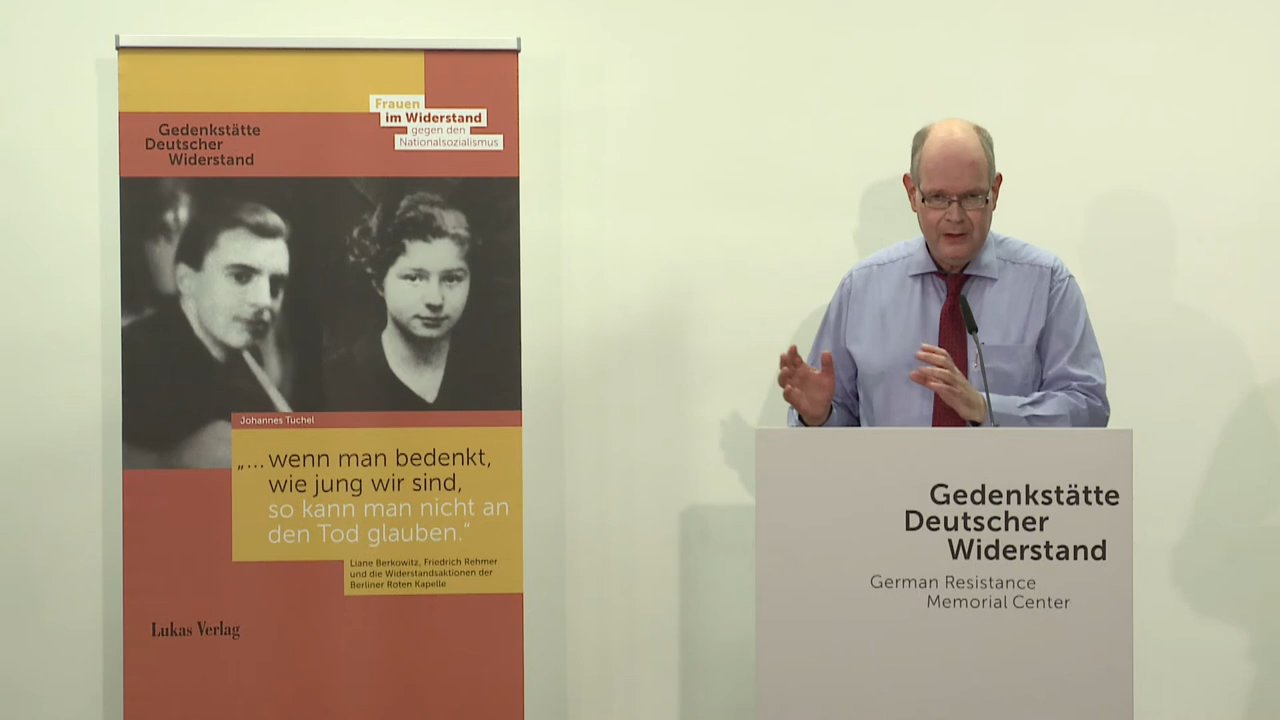 Frauen
im Widerstand
gegen den
Nationalsozialismus
Gedenkstätte
Deutscher
Widerstand
Johannes Tuchel
„... wenn man bedenkt,
wie jung wir sind,
so kann man nicht an
den Tod glauben.“
Liane Berkowitz, Friedrich Rehmer
und die Widerstandsaktionen der
Berliner Roten Kapelle
Lukas Verlag
Gedenkstätte
Deutscher
Widerstand
German Resistance
Memorial Center